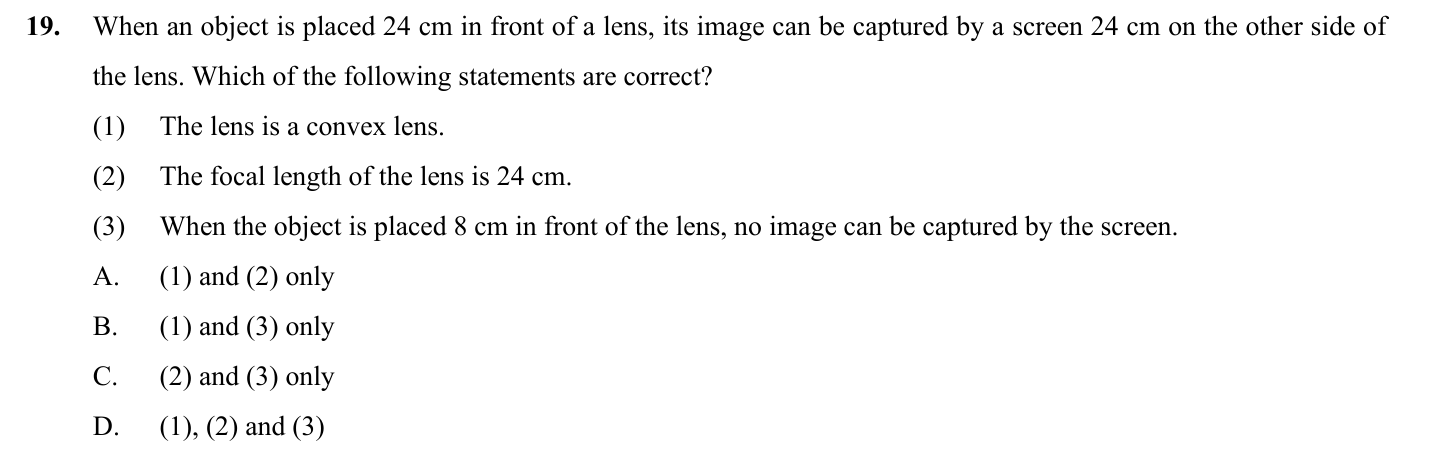 19. When an object is placed 24 cm in front of a lens, its image can be captured by a screen 24 cm on the other side of
the lens. Which of the following statements are correct?
(1) The lens is a convex lens.
(2) The focal length of the lens is 24 cm.
(3) When the object is placed 8 cm in front of the lens, no image can be captured by the screen.
A. (1) and (2) only
B. (1) and (3) only
C. (2) and (3) only
D. (1), (2) and (3)